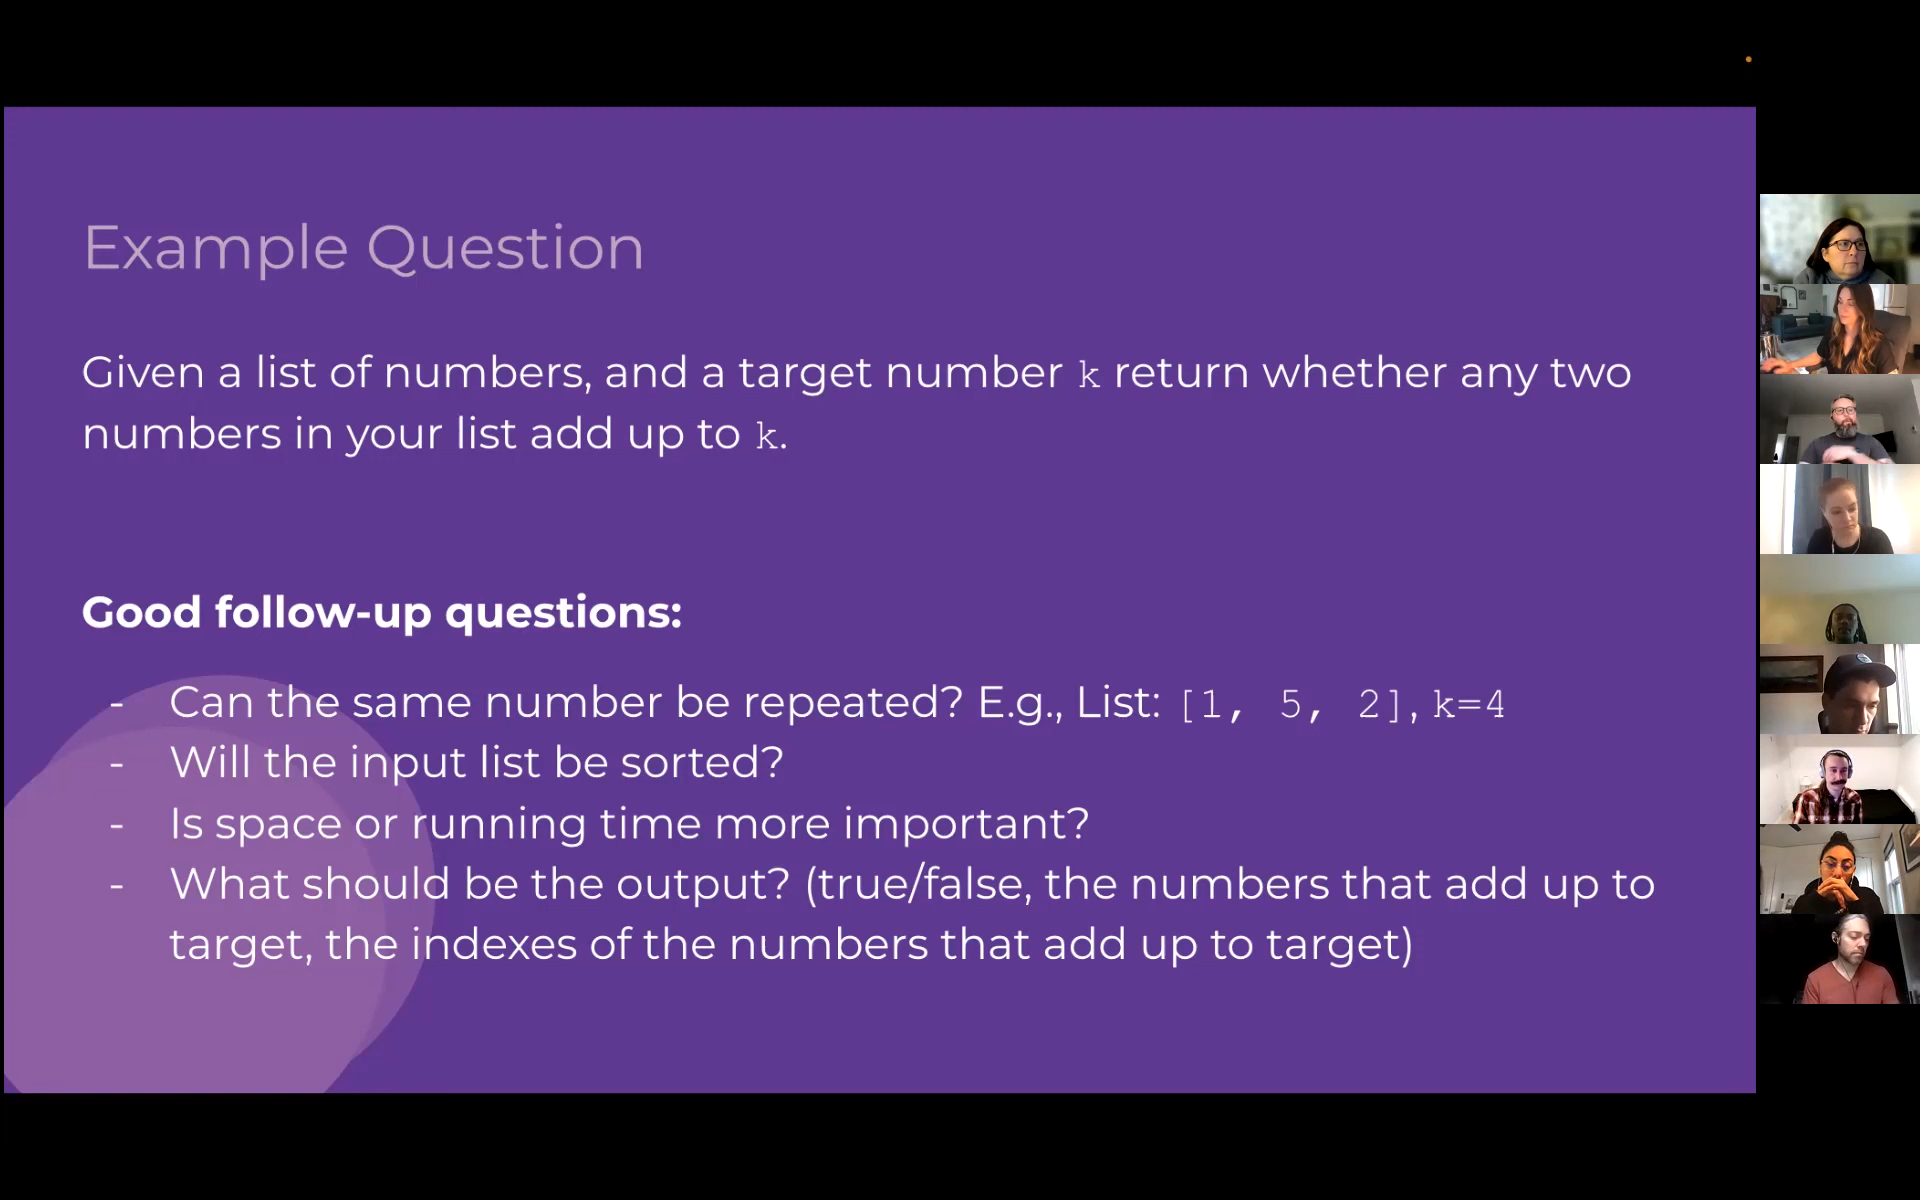 Example Question
Given a list of numbers, and a target number k return whether any two
numbers in your list add up to k.
Good follow-up questions:
- Can the same number be repeated? E.g., List: [1, 5, 2], k=4
- Will the input list be sorted?
- Is space or running time more important?
- What should be the output? (true/false, the numbers that add up to
target, the indexes of the numbers that add up to target)